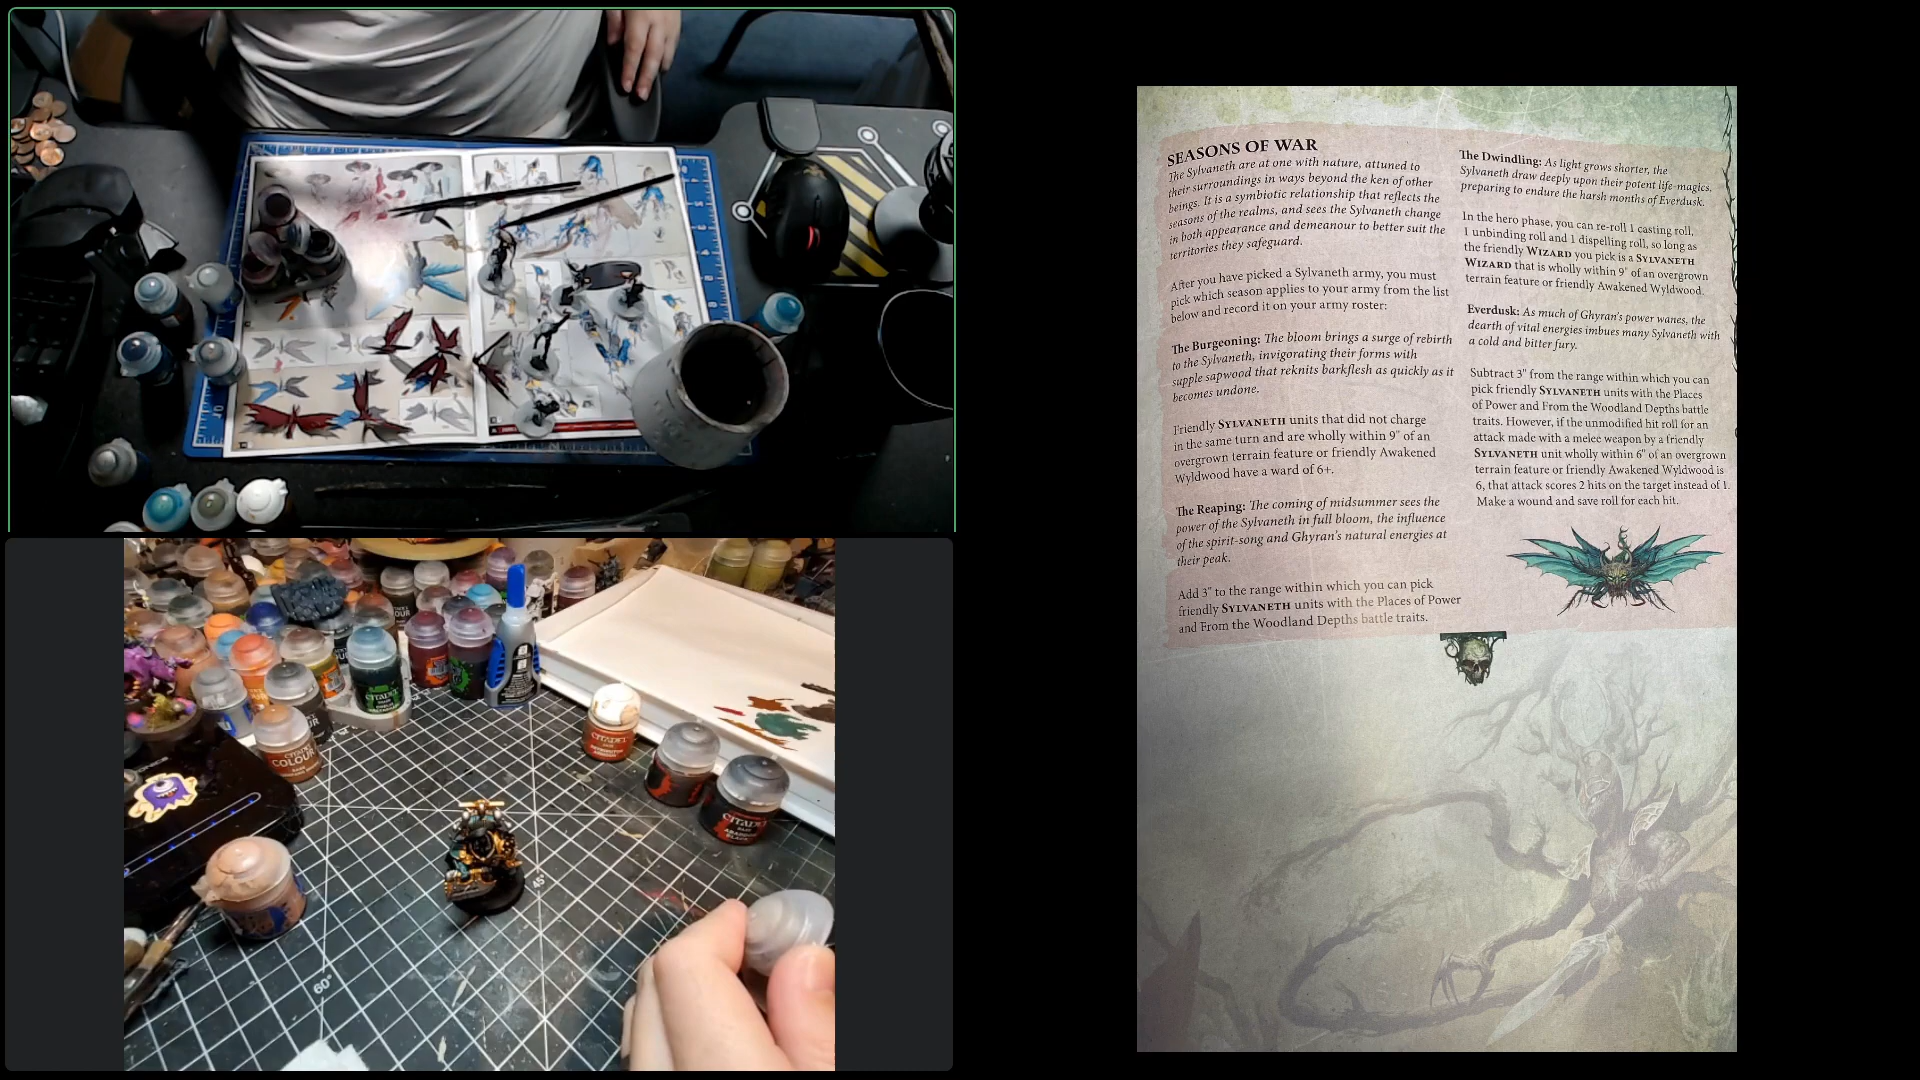 SEASONS OF WAR
The Sylvaneth are at one with nature, attuned to
their surroundings in ways beyond the ken of other
beings. It is a symbiotic relationship that reflects the
seasons of the realms, and sees the Sylvaneth change
in both appearance and demeanour to better suit the
territories they safeguard.
After you have picked a Sylvaneth army, you must
pick which season applies to your army from the list
below and record it on your army roster:
The Burgeoning: The bloom brings a surge of rebirth
to the Sylvaneth, invigorating their forms with
supple sapwood that reknits barkflesh as quickly as it
becomes undone.
Friendly SYLVANETH units that did not charge
in the same turn and are wholly within 9" of an
overgrown terrain feature or friendly Awakened
Wyldwood have a ward of 6+.
The Reaping: The coming of midsummer sees the
power of the Sylvaneth in full bloom, the influence
of the spirit-song and Ghyran's natural energies at
their peak.
Add 3" to the range within which you can pick
friendly SYLVANETH units with the Places of Power
and From the Woodland Depths battle traits.
The Dwindling: As light grows shorter, the
Sylvaneth draw deeply upon their potent life-magics,
preparing to endure the harsh months of Everdusk.
In the hero phase, you can re-roll 1 casting roll,
1 unbinding roll and 1 dispelling roll, so long as
the friendly WIZARD you pick is a SYLVANETH
WIZARD that is wholly within 9" of an overgrown
terrain feature or friendly Awakened Wyldwood.
Everdusk: As much of Ghyran's power wanes, the
dearth of vital energies imbues many Sylvaneth with
a cold and bitter fury.
Subtract 3" from the range within which you can
pick friendly SYLVANETH units with the Places
of Power and From the Woodland Depths battle
traits. However, if the unmodified hit roll for an
attack made with a melee weapon by a friendly
SYLVANETH unit wholly within 6" of an overgrown
terrain feature or friendly Awakened Wyldwood is
6, that attack scores 2 hits on the target instead of 1.
Make a wound and save roll for each hit.
CITADEL
CITADEL
COLOUR
CITADEL
CITADEL
45°
60°